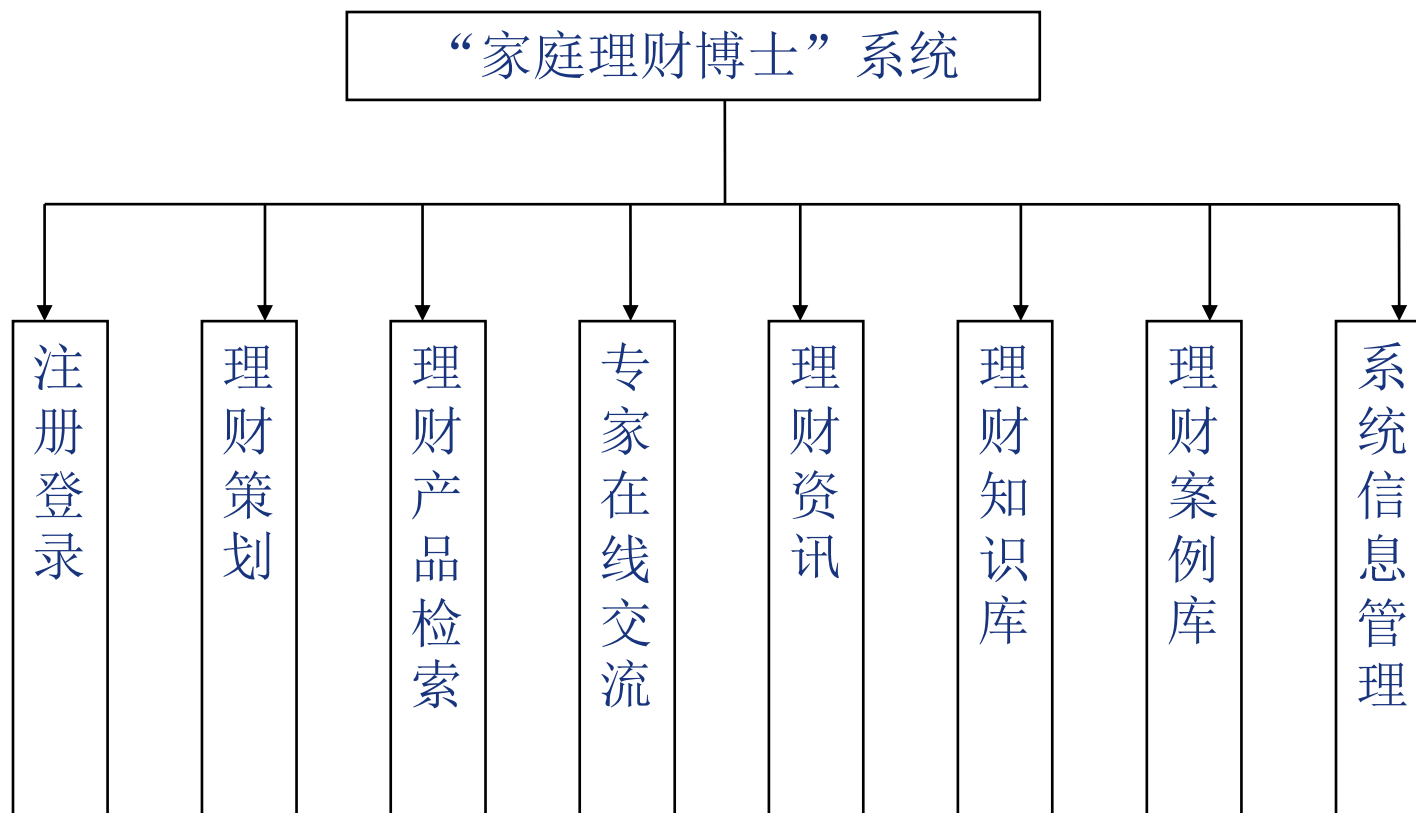 “家庭理财博士”系统
注册登录
理财策划
理财产品检索
专家在线交流
理财资讯
理财知识库
理财案例库
系统信息管理